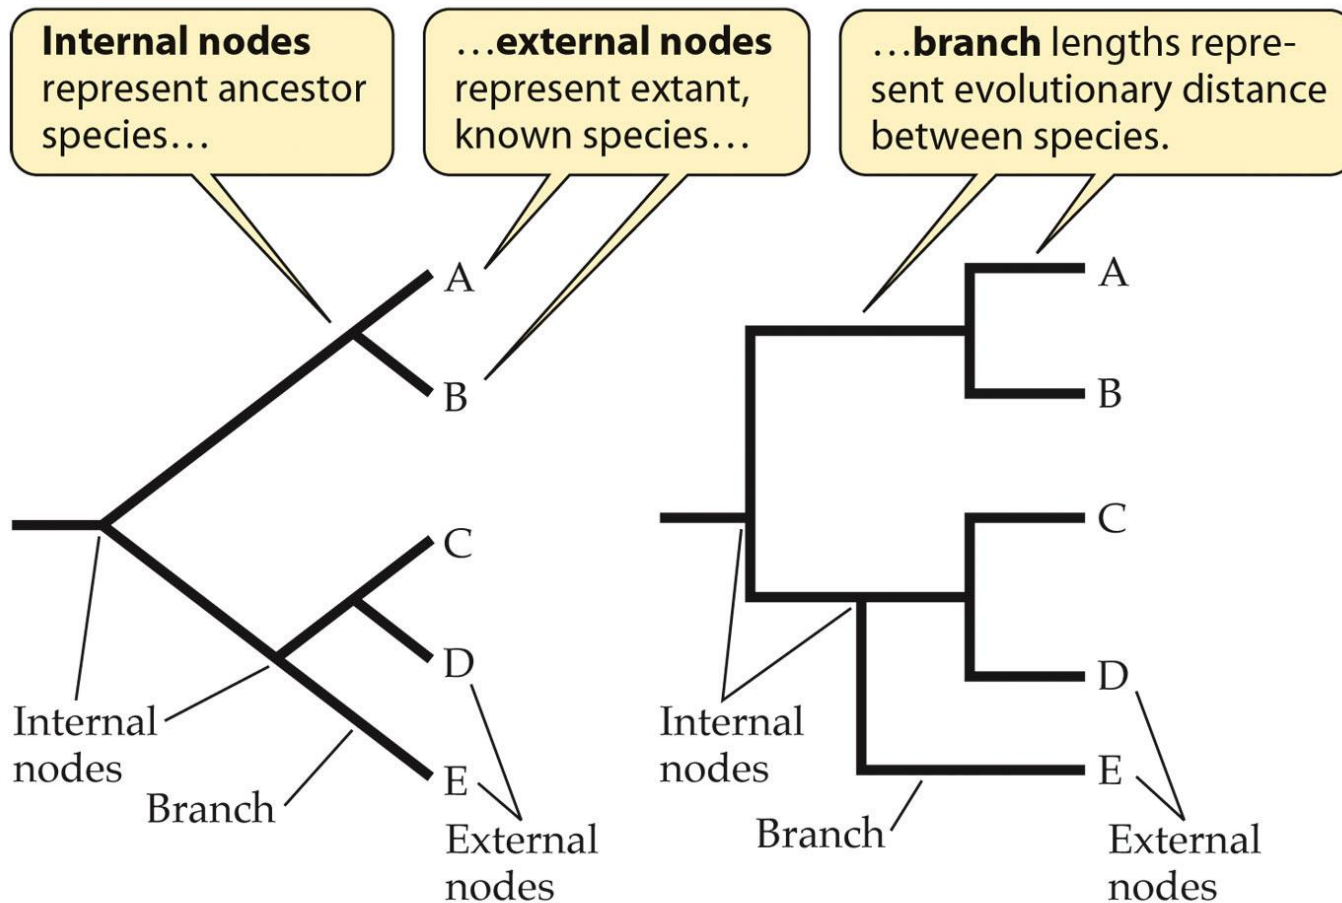 Internal nodes
represent ancestor
species…
…external nodes
represent extant,
known species…
…branch lengths repre-
sent evolutionary distance
between species.
A
B
C
D
E
Internal
nodes
Branch
External
nodes
A
B
C
D
E
Internal
nodes
Branch
External
nodes